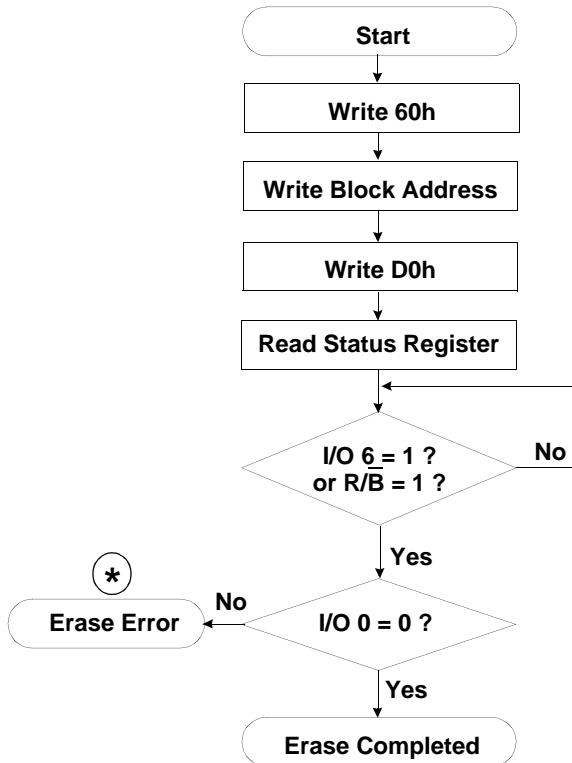 Start
Write 60h
Write Block Address
Write D0h
Read Status Register
I/O 6 = 1 ?
or R/B̅ = 1 ?
No
Yes
*
No
Erase Error
I/O 0 = 0 ?
Yes
Erase Completed